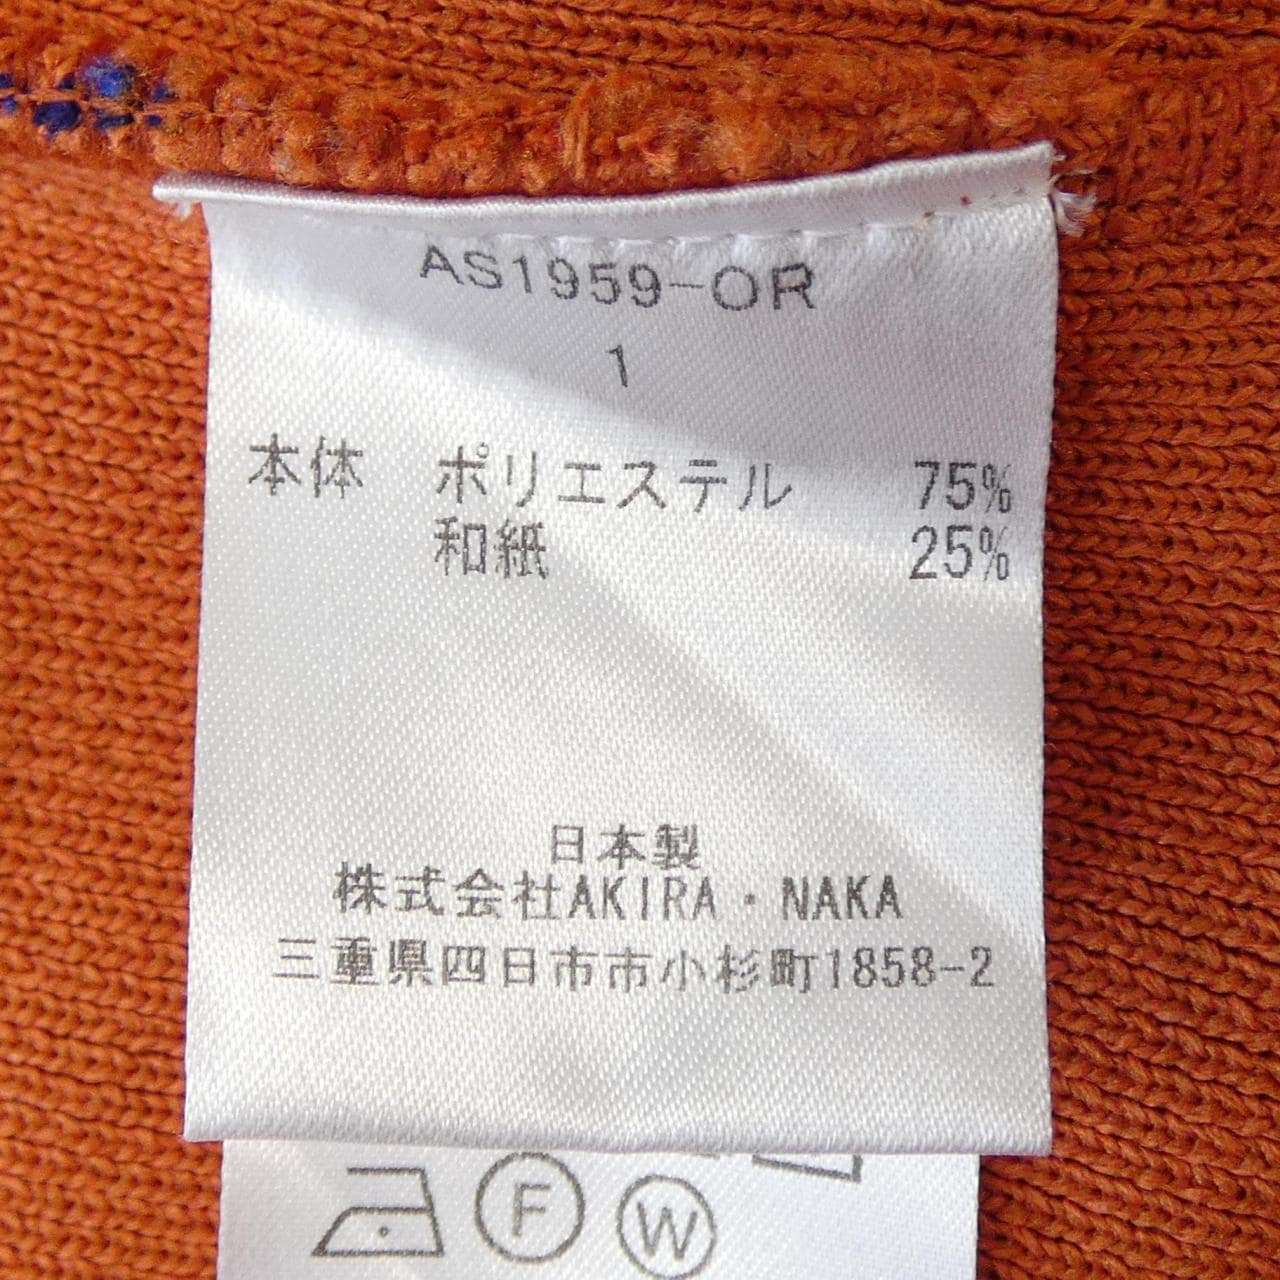 AS1959-OR
1
本体 ポリエステル 75%
和紙 25%
日本製
株式会社AKIRA・NAKA
三重県四日市市小杉町1858-2
F W